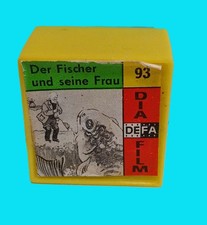 Der Fischer
und seine Frau
93
DIA
DEFA
FILM